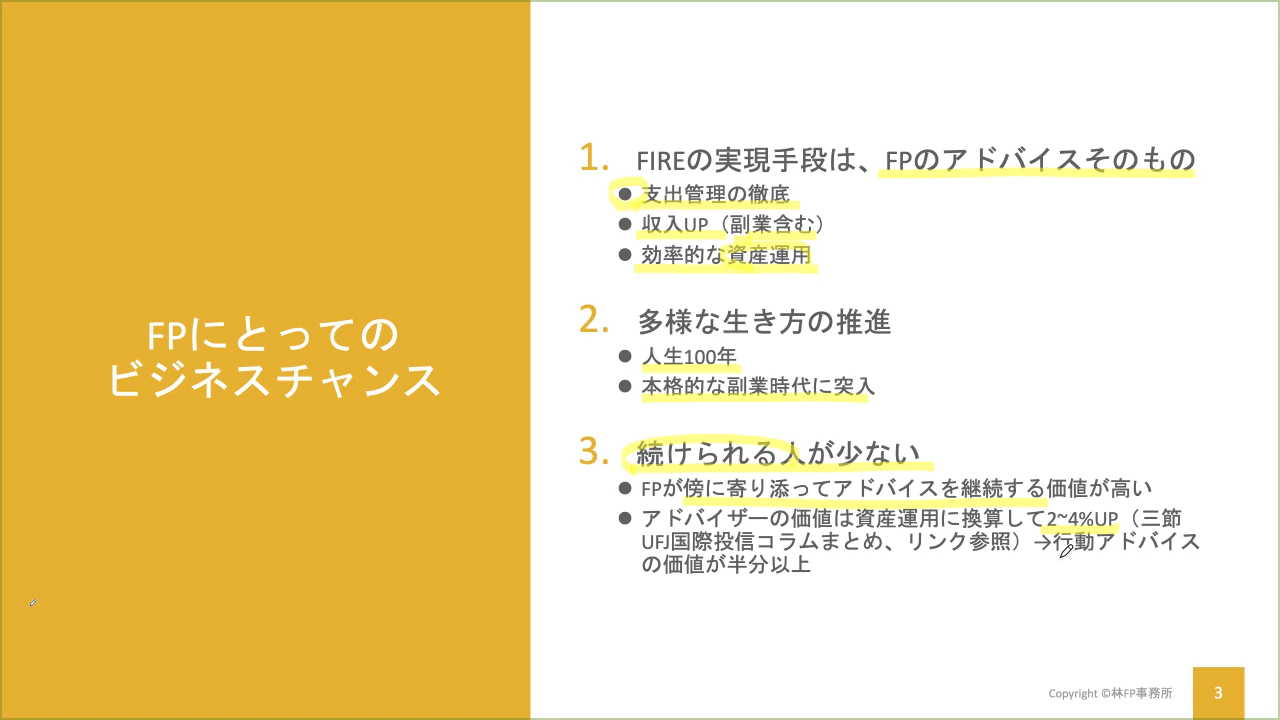 FPにとっての
ビジネスチャンス
1. FIREの実現手段は、FPのアドバイスそのもの
● 支出管理の徹底
● 収入UP（副業含む）
● 効率的な資産運用
2. 多様な生き方の推進
● 人生100年
● 本格的な副業時代に突入
3. 続けられる人が少ない
● FPが傍に寄り添ってアドバイスを継続する価値が高い
● アドバイザーの価値は資産運用に換算して2~4%UP（三節
UFJ国際投信コラムまとめ、リンク参照）→行動アドバイス
の価値が半分以上
Copyright ©林FP事務所
3